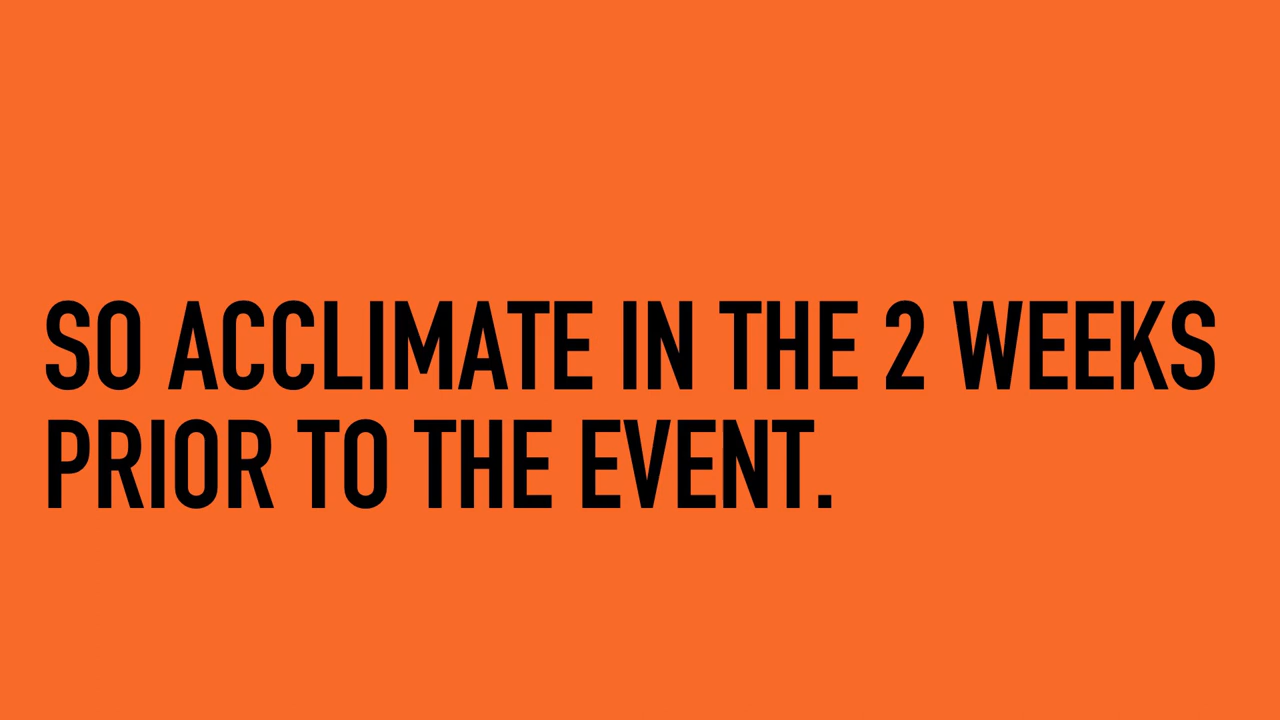 SO ACCLIMATE IN THE 2 WEEKS
PRIOR TO THE EVENT.